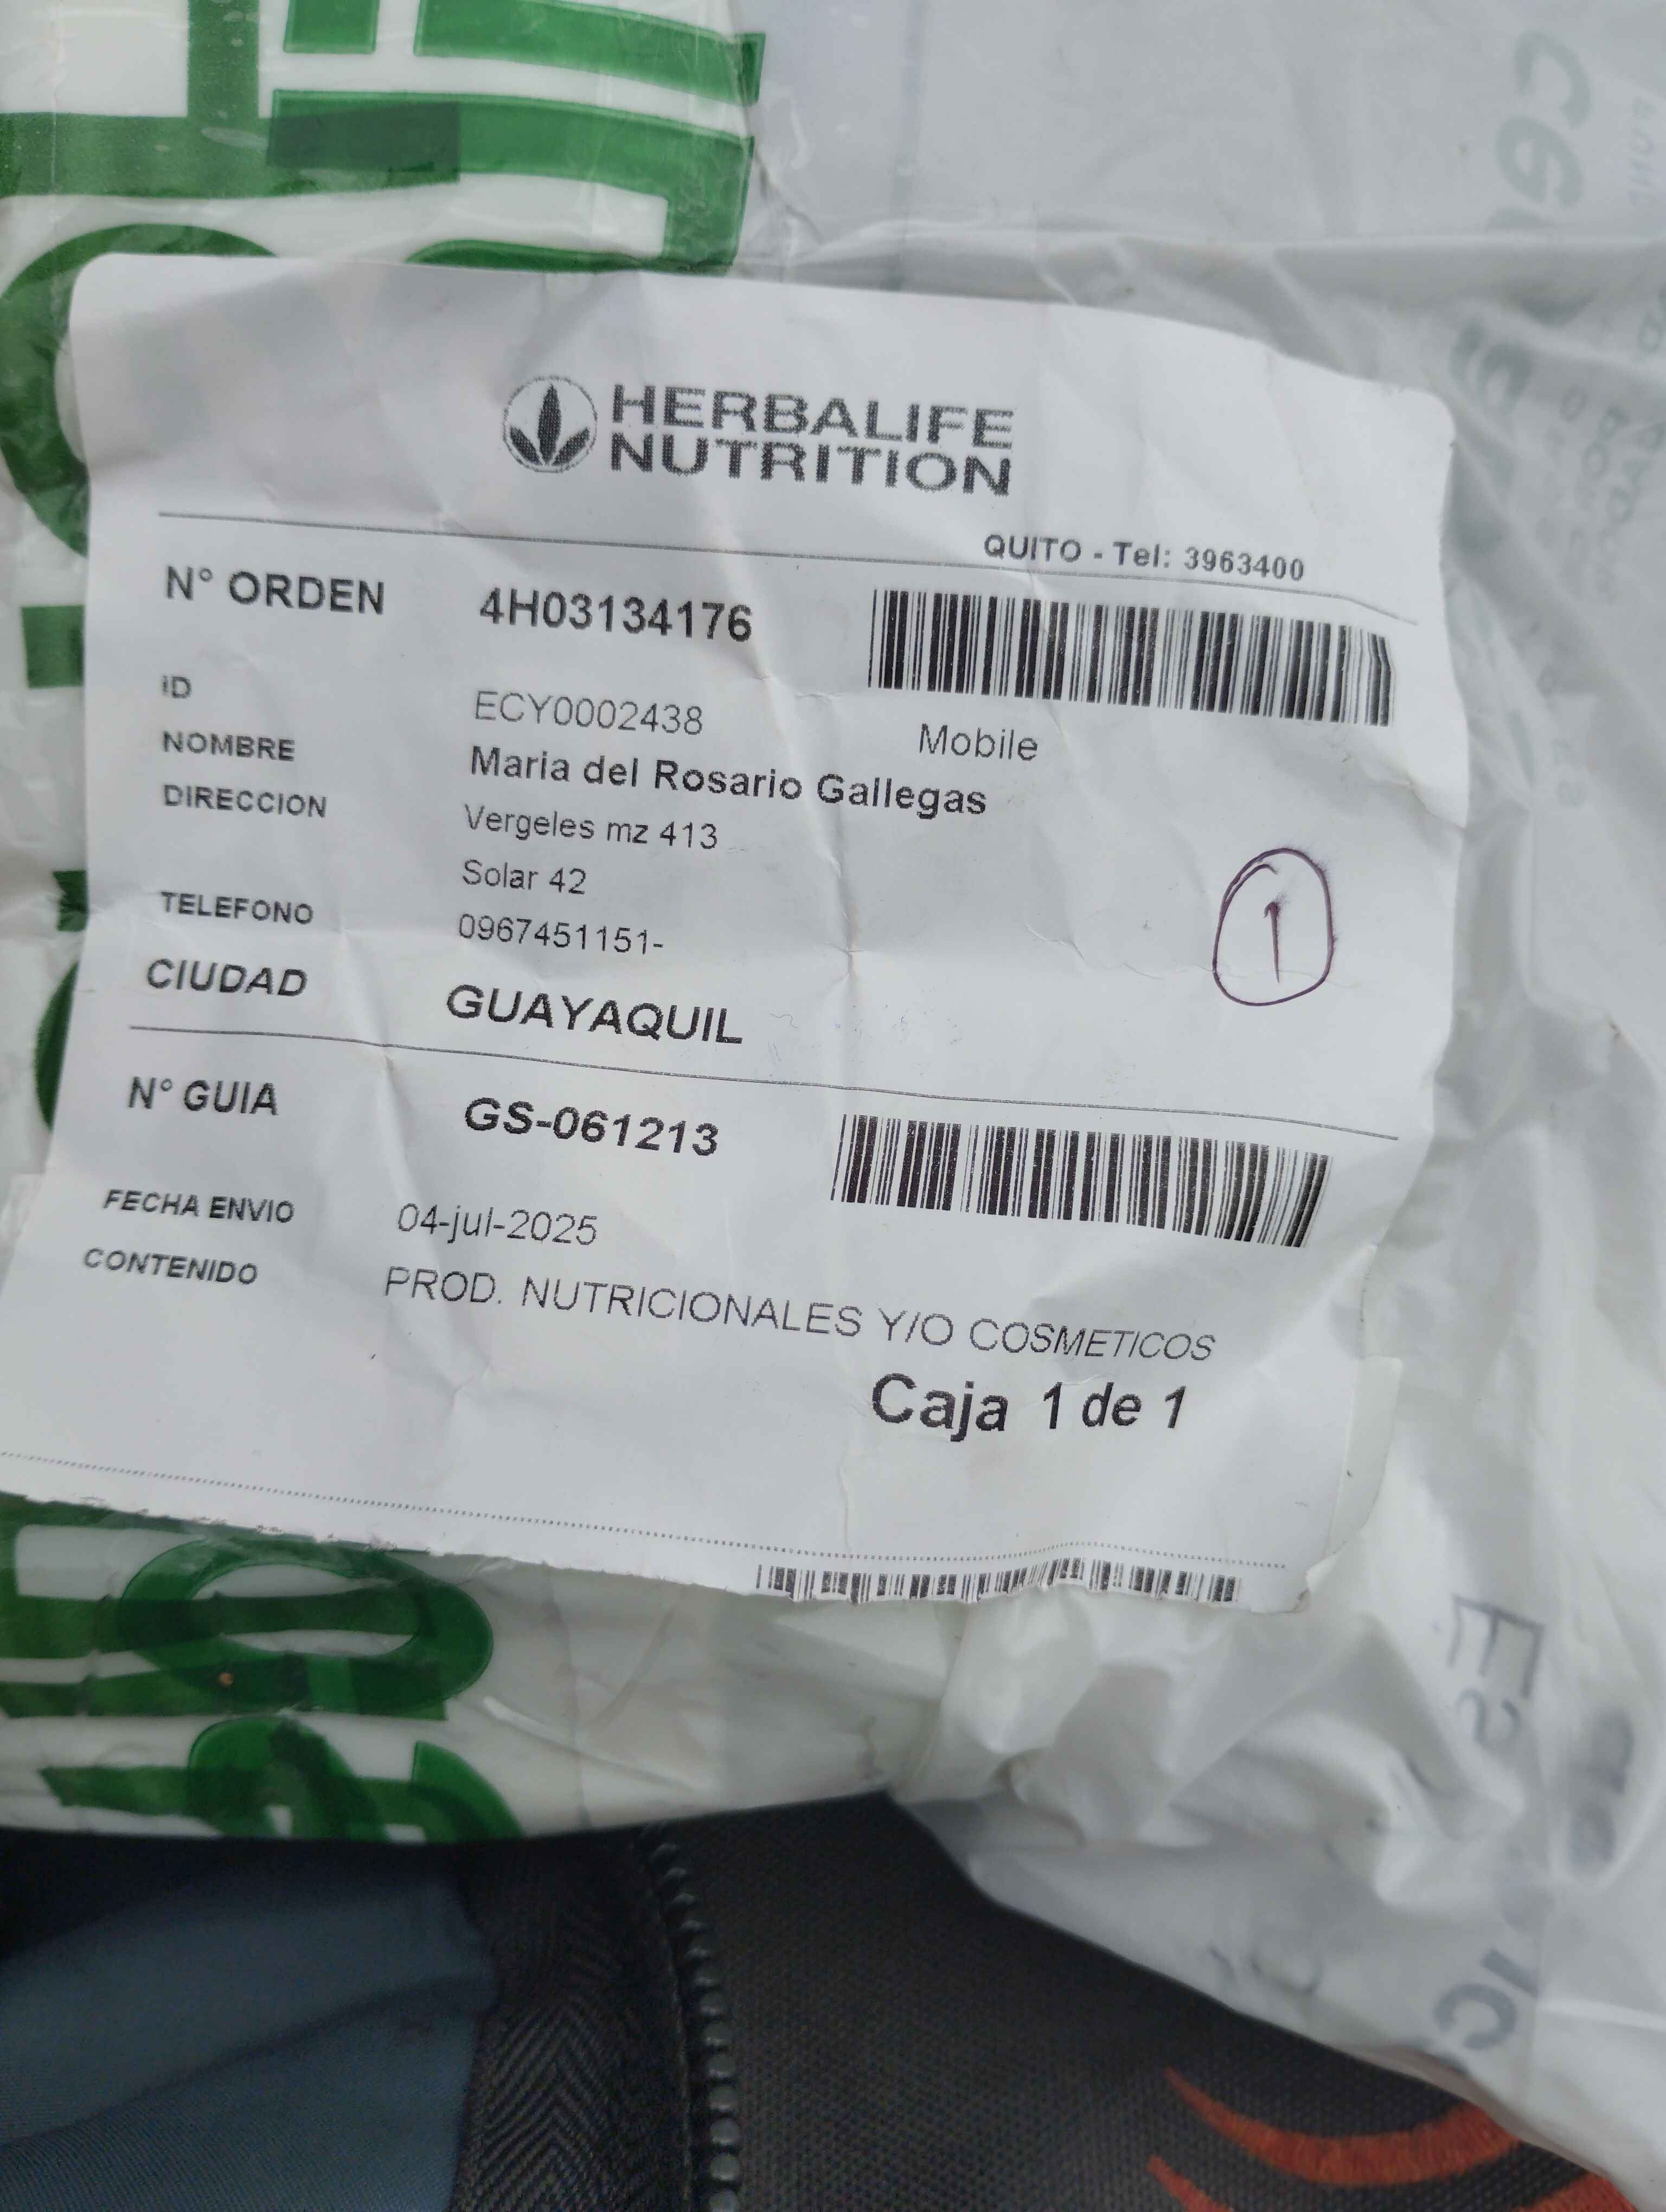 HERBALIFE
NUTRITION
QUITO - Tel: 3963400
N° ORDEN 4H03134176
ID ECY0002438 Mobile
NOMBRE Maria del Rosario Gallegas
DIRECCION Vergeles mz 413
Solar 42
TELEFONO 0967451151-
1
CIUDAD GUAYAQUIL
N° GUIA GS-061213
FECHA ENVIO 04-jul-2025
CONTENIDO PROD. NUTRICIONALES Y/O COSMETICOS
Caja 1 de 1